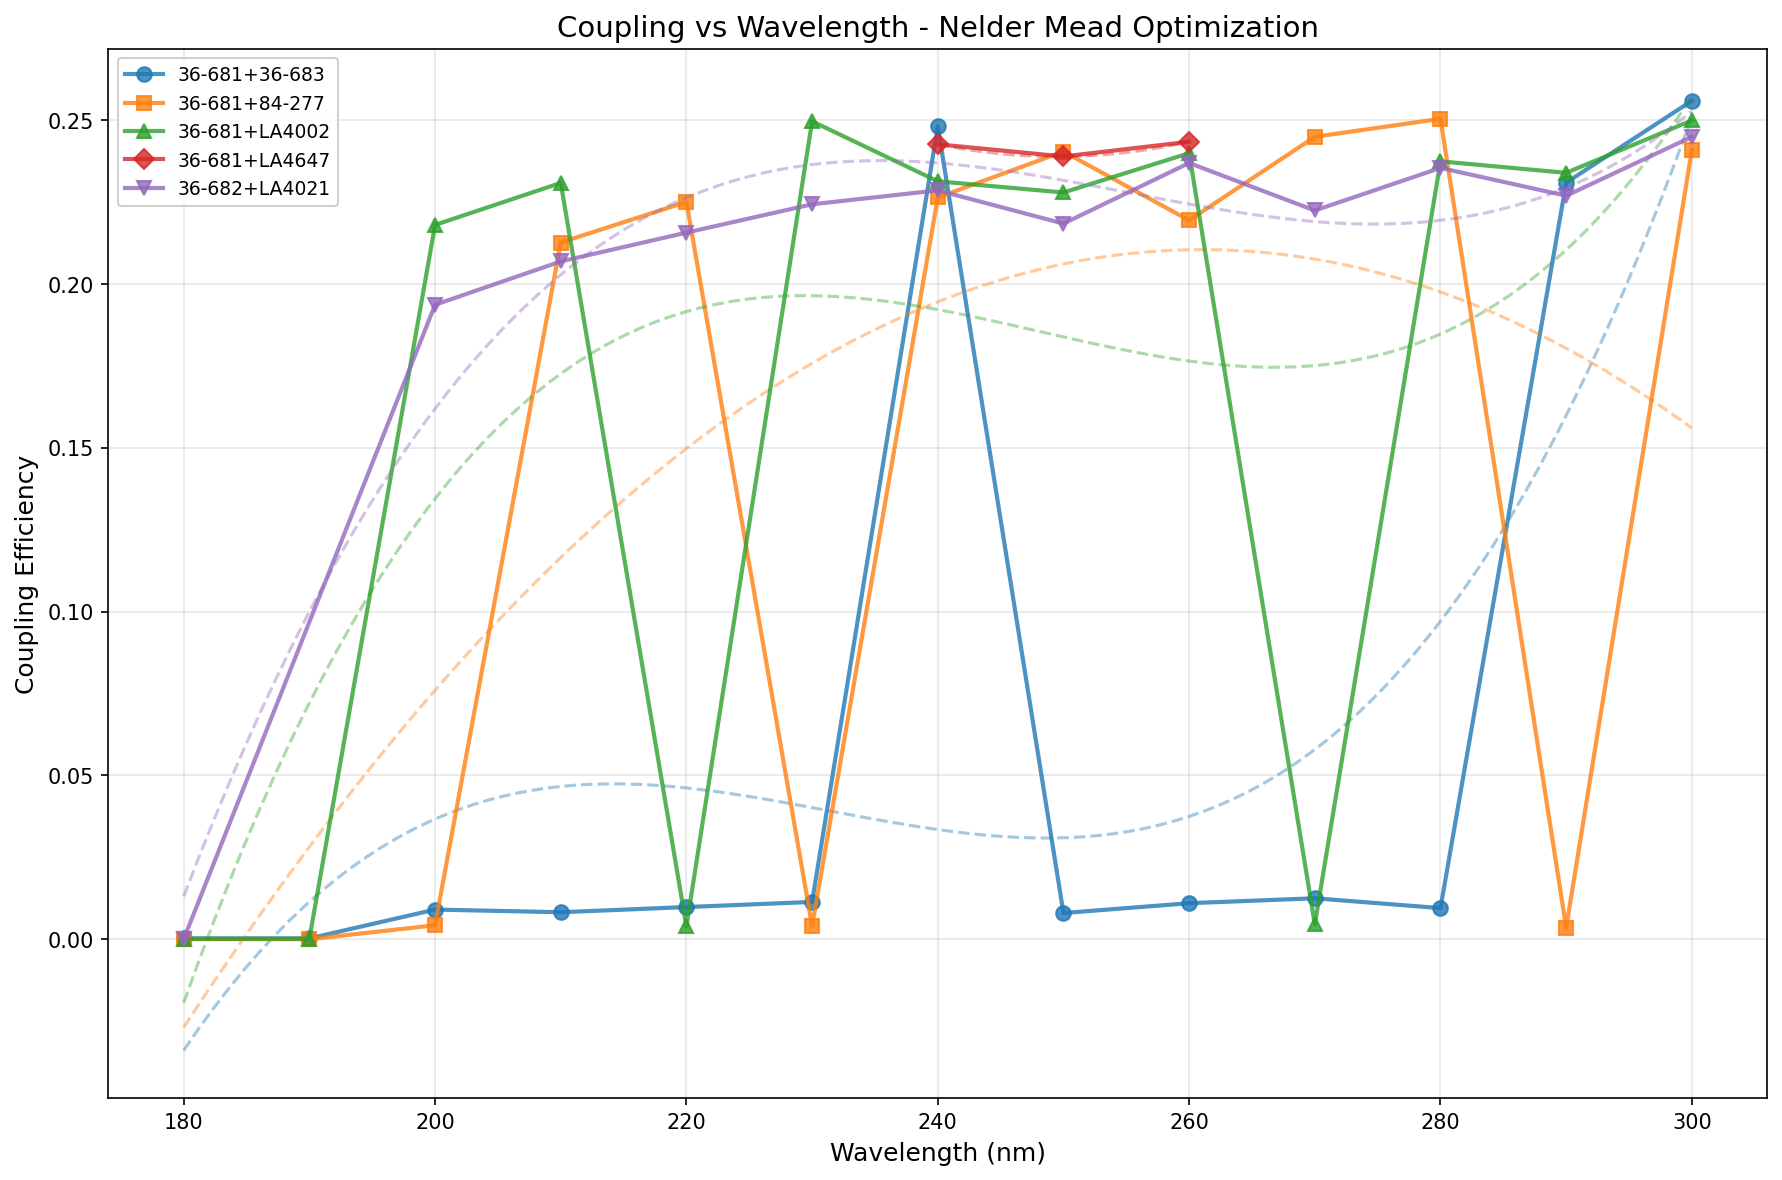 Coupling vs Wavelength - Nelder Mead Optimization
36-681+36-683
36-681+84-277
36-681+LA4002
36-681+LA4647
36-682+LA4021
Coupling Efficiency
0.25
0.20
0.15
0.10
0.05
0.00
180 200 220 240 260 280 300
Wavelength (nm)